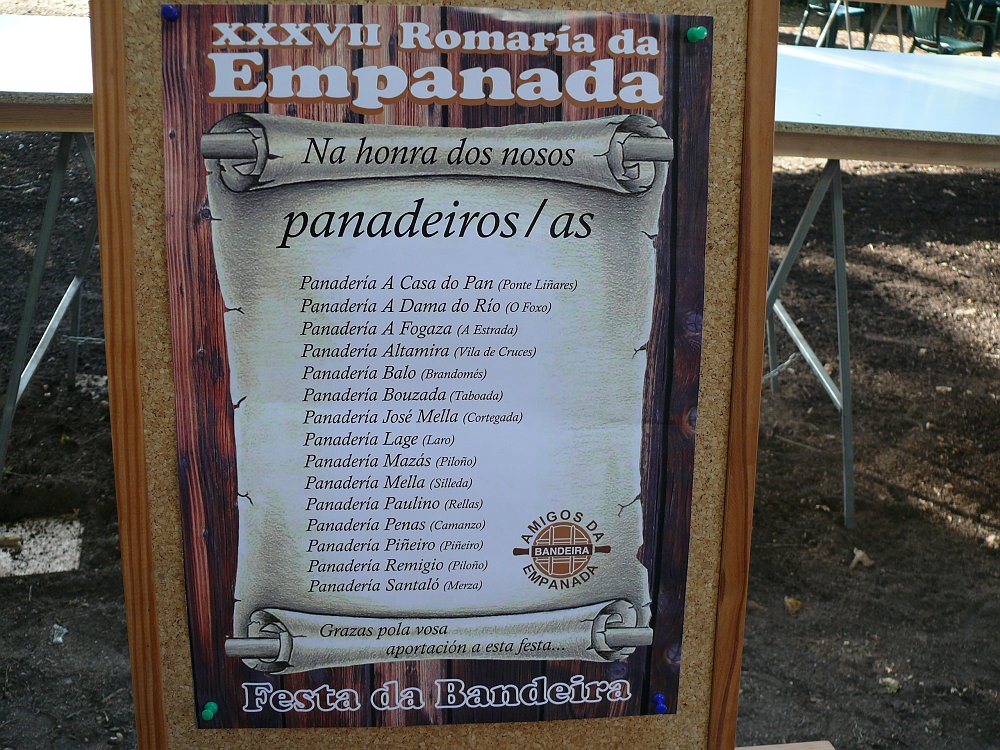 XXXVII Romaría da
Empanada
Na honra dos nosos
panadeiros/as
Panadería A Casa do Pan (Ponte Liñares)
Panadería A Dama do Río (O Foxo)
Panadería A Fogaza (A Estrada)
Panadería Altamira (Vila de Cruces)
Panadería Balo (Brandomés)
Panadería Bouzada (Taboada)
Panadería José Mella (Cortegada)
Panadería Lage (Laro)
Panadería Mazás (Piloño)
Panadería Mella (Silleda)
Panadería Paulino (Rellas)
Panadería Penas (Camanzo)
Panadería Piñeiro (Piñeiro)
Panadería Remigio (Piloño)
Panadería Santaló (Merza)
AMIGOS DA
BANDEIRA
EMPANADA
Grazas pola vosa
aportación a esta festa...
Festa da Bandeira